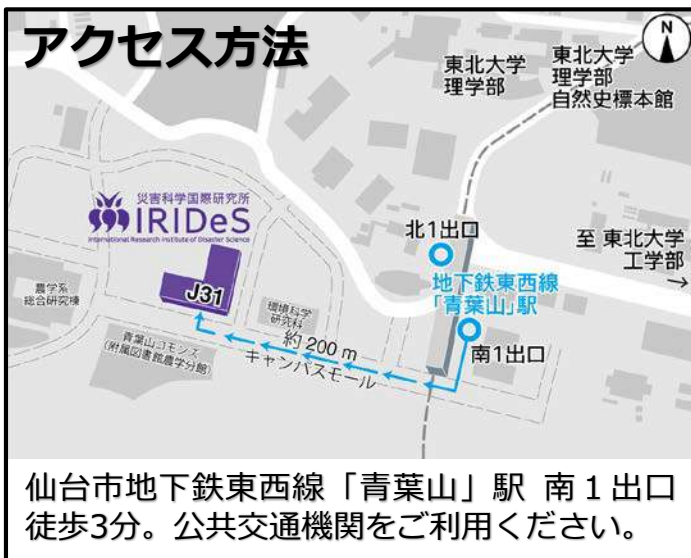 アクセス方法
N
東北大学
理学部
東北大学
理学部
自然史標本館
災害科学国際研究所
IRIDeS
International Research Institute of Disaster Science
北1出口
至 東北大学
工学部
地下鉄東西線
「青葉山」駅
農学系
総合研究棟
J31
環境科学
研究科
南1出口
約 200 m
青葉山コモンズ
(附属図書館農学分館)
キャンパスモール
仙台市地下鉄東西線「青葉山」駅 南1出口
徒歩3分。公共交通機関をご利用ください。